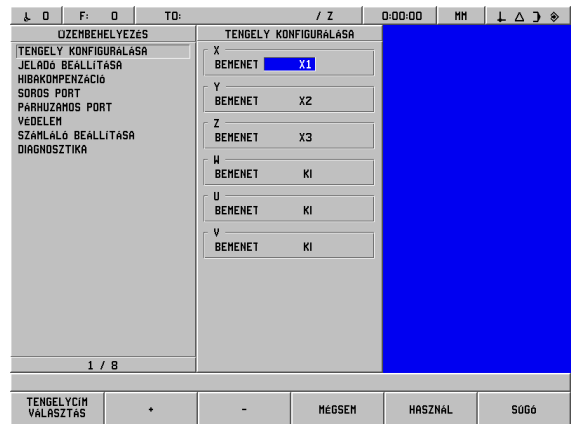 0 F: 0 T0: / Z 0:00:00 MM
ÜZEMBEHELYEZÉS
TENGELY KONFIGURÁLÁSA
JELADÓ BEÁLLÍTÁSA
HIBAKOMPENZÁCIÓ
SOROS PORT
PÁRHUZAMOS PORT
VÉDELEM
SZÁMLÁLÓ BEÁLLÍTÁSA
DIAGNOSZTIKA
1 / 8
TENGELY KONFIGURÁLÁSA
X
BEMENET X1
Y
BEMENET X2
Z
BEMENET X3
W
BEMENET KI
U
BEMENET KI
V
BEMENET KI
TENGELYCÍM
VÁLASZTÁS
+
-
MÉGSEM
HASZNÁL
SÚGÓ